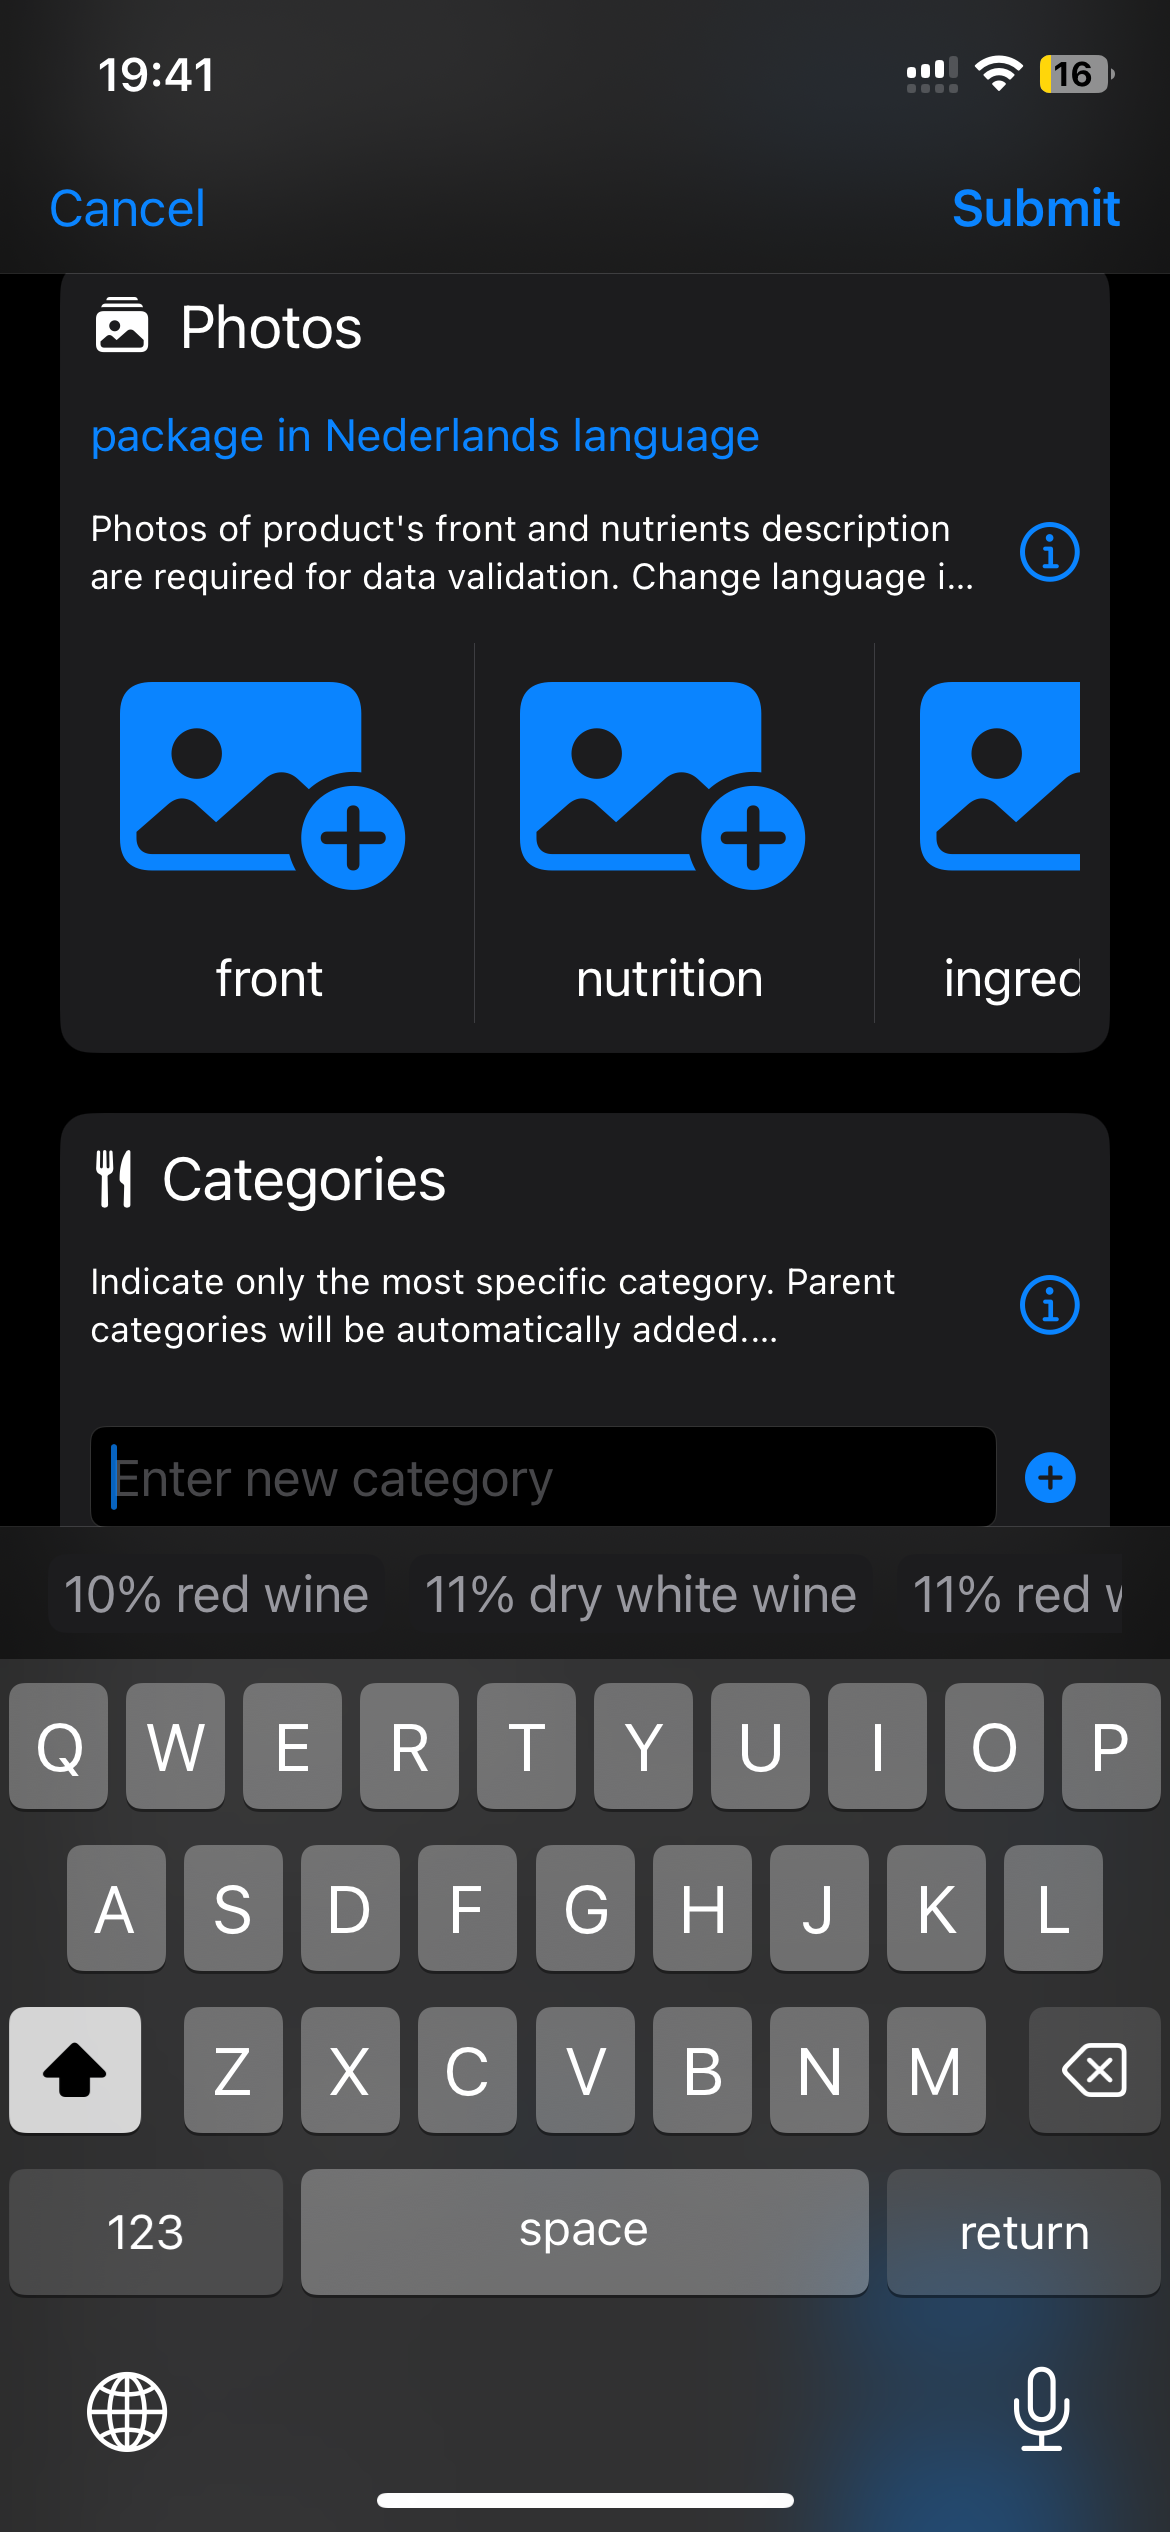 19:41
16
Cancel
Submit
Photos
package in Nederlands language
Photos of product's front and nutrients description
are required for data validation. Change language i...
front
nutrition
ingred
Categories
Indicate only the most specific category. Parent
categories will be automatically added....
Enter new category
10% red wine
11% dry white wine
11% red w
Q W E R T Y U I O P
A S D F G H J K L
Z X C V B N M
123
space
return